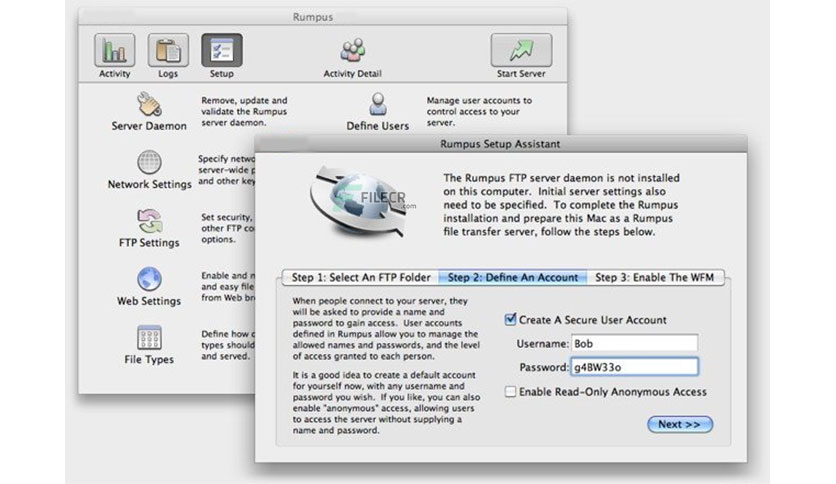 Rumpus
Activity
Logs
Setup
Activity Detail
Start Server
Server Daemon
Remove, update and
validate the Rumpus
server daemon.
Define Users
Manage user accounts to
control access to your
server.
Network Settings
Specify netwo
server-wide p
and other key
FTP Settings
Set security,
other FTP co
options.
Web Settings
Enable and m
and easy file
from Web br
File Types
Define how c
types should
and served.
Rumpus Setup Assistant
FILECR
.com
The Rumpus FTP server daemon is not installed
on this computer. Initial server settings also
need to be specified. To complete the Rumpus
installation and prepare this Mac as a Rumpus
file transfer server, follow the steps below.
Step 1: Select An FTP Folder
Step 2: Define An Account
Step 3: Enable The WFM
When people connect to your server, they
will be asked to provide a name and
password to gain access. User accounts
defined in Rumpus allow you to manage the
allowed names and passwords, and the level
of access granted to each person.
It is a good idea to create a default account
for yourself now, with any username and
password you wish. If you like, you can also
enable "anonymous" access, allowing users
to access the server without supplying a
name and password.
Create A Secure User Account
Username: Bob
Password: g4BW33o
Enable Read-Only Anonymous Access
Next >>